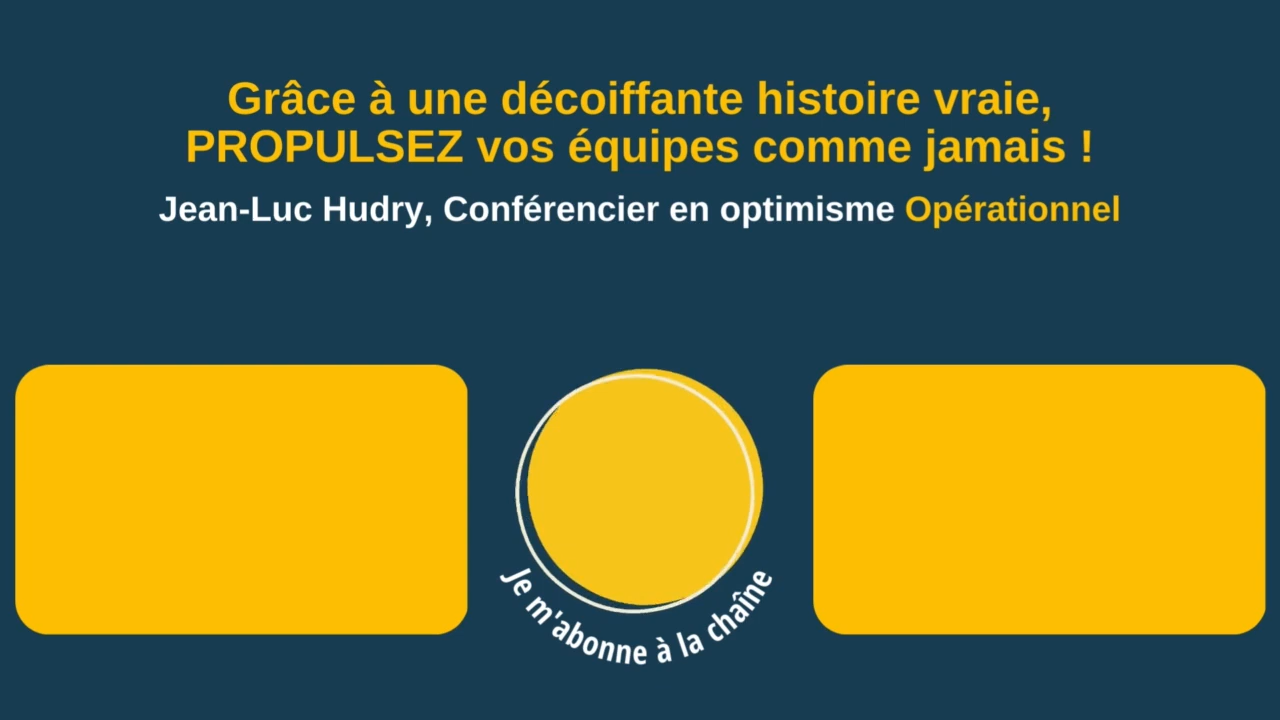 Grâce à une décoiffante histoire vraie,
PROPULSEZ vos équipes comme jamais !
Jean-Luc Hudry, Conférencier en optimisme Opérationnel
Je m'abonne à la chaîne